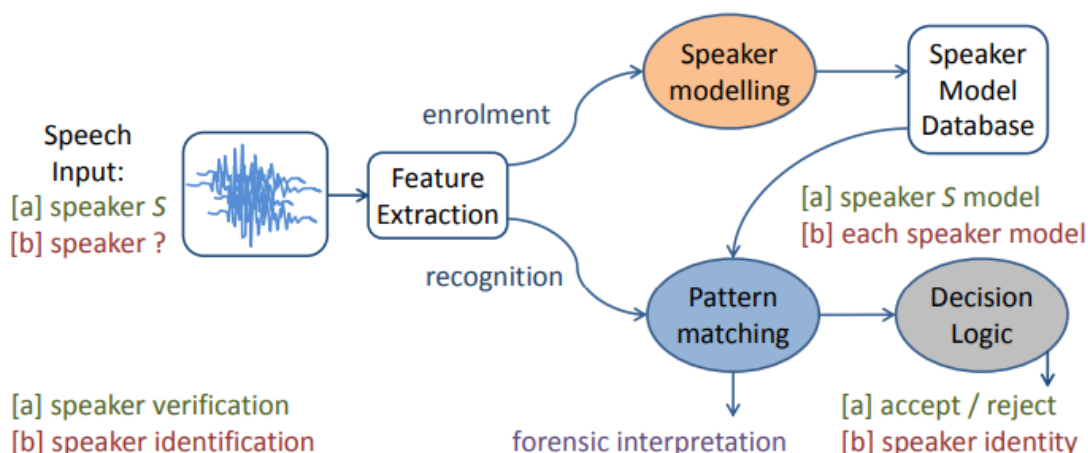 Speech
Input:
[a] speaker S
[b] speaker ?
Feature
Extraction
enrolment
recognition
Speaker
modelling
Speaker
Model
Database
[a] speaker S model
[b] each speaker model
Pattern
matching
Decision
Logic
[a] speaker verification
[b] speaker identification
forensic interpretation
[a] accept / reject
[b] speaker identity